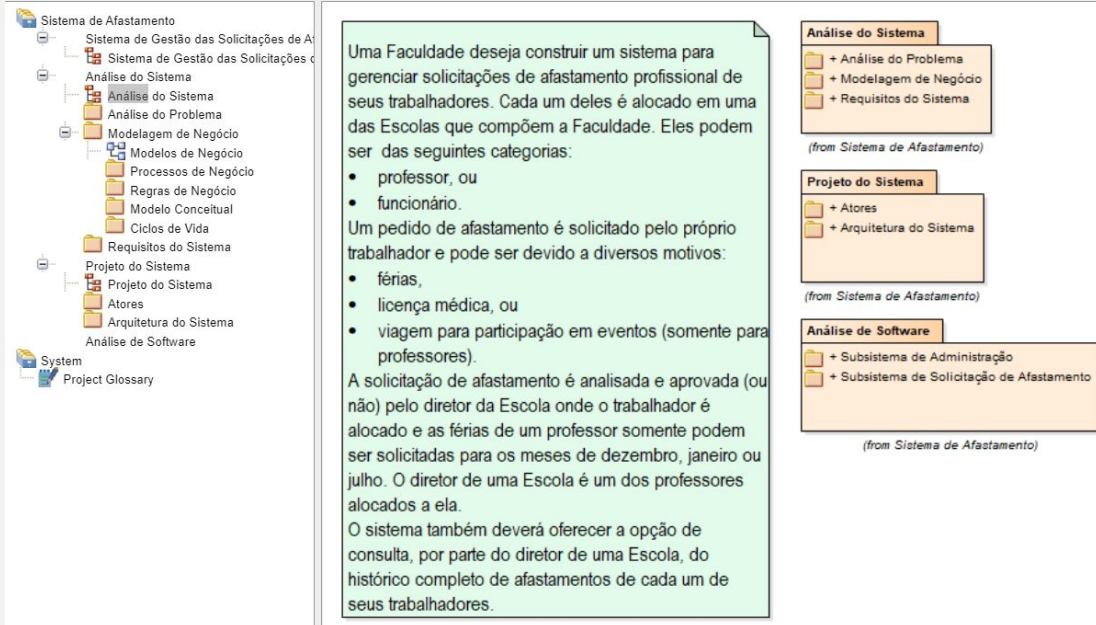 Sistema de Afastamento
Sistema de Gestão das Solicitações de
Sistema de Gestão das Solicitações
Análise do Sistema
Análise do Sistema
Análise do Problema
Modelagem de Negócio
Modelos de Negócio
Processos de Negócio
Regras de Negócio
Modelo Conceitual
Ciclos de Vida
Requisitos do Sistema
Projeto do Sistema
Projeto do Sistema
Atores
Arquitetura do Sistema
Análise de Software
System
Project Glossary
Uma Faculdade deseja construir um sistema para
gerenciar solicitações de afastamento profissional de
seus trabalhadores. Cada um deles é alocado em uma
das Escolas que compõem a Faculdade. Eles podem
ser das seguintes categorias:
• professor, ou
• funcionário.
Um pedido de afastamento é solicitado pelo próprio
trabalhador e pode ser devido a diversos motivos:
• férias,
• licença médica, ou
• viagem para participação em eventos (somente para
professores).
A solicitação de afastamento é analisada e aprovada (ou
não) pelo diretor da Escola onde o trabalhador é
alocado e as férias de um professor somente podem
ser solicitadas para os meses de dezembro, janeiro ou
julho. O diretor de uma Escola é um dos professores
alocados a ela.
O sistema também deverá oferecer a opção de
consulta, por parte do diretor de uma Escola, do
histórico completo de afastamentos de cada um de
seus trabalhadores.
Análise do Sistema
+ Análise do Problema
+ Modelagem de Negócio
+ Requisitos do Sistema
(from Sistema de Afastamento)
Projeto do Sistema
+ Atores
+ Arquitetura do Sistema
(from Sistema de Afastamento)
Análise de Software
+ Subsistema de Administração
+ Subsistema de Solicitação de Afastamento
(from Sistema de Afastamento)